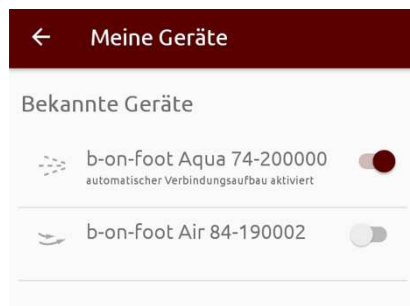 Meine Geräte
Bekannte Geräte
b-on-foot Aqua 74-200000
automatischer Verbindungsaufbau aktiviert
b-on-foot Air 84-190002